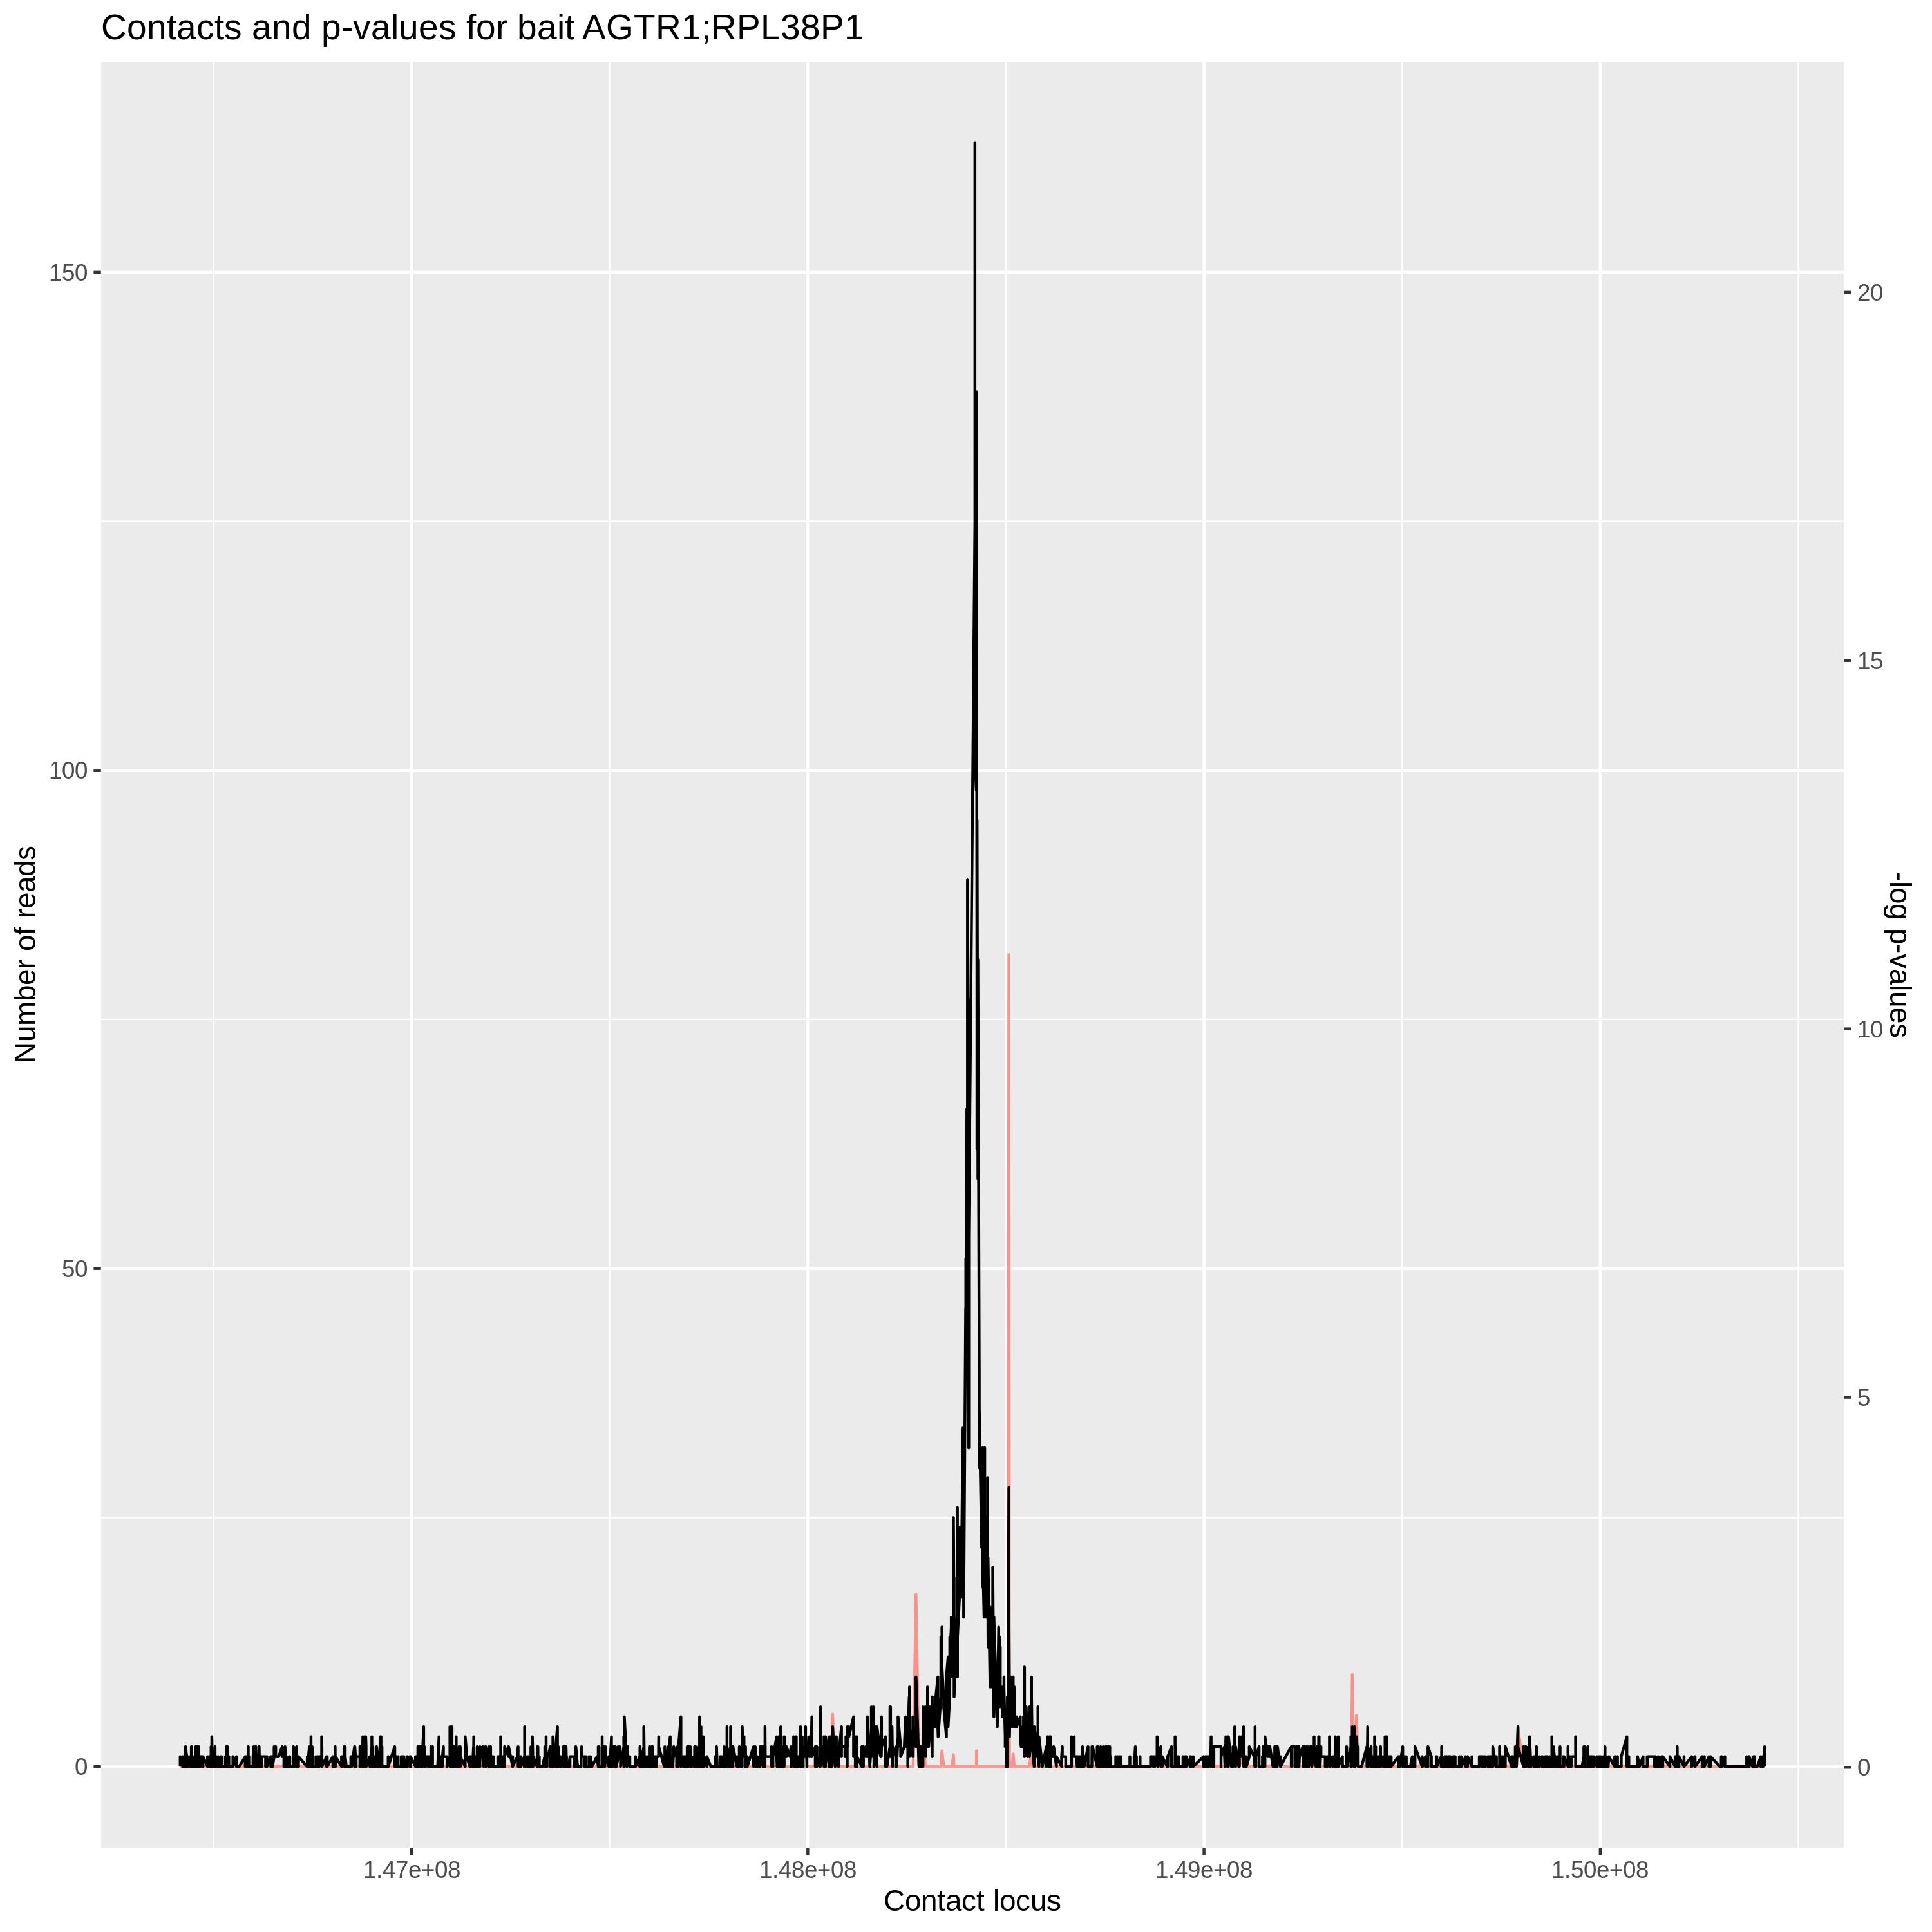 Contacts and p-values for bait AGTR1;RPL38P1
150
100
50
0
20
15
10
5
0
Number of reads
-log p-values
1.47e+08
1.48e+08
1.49e+08
1.50e+08
Contact locus